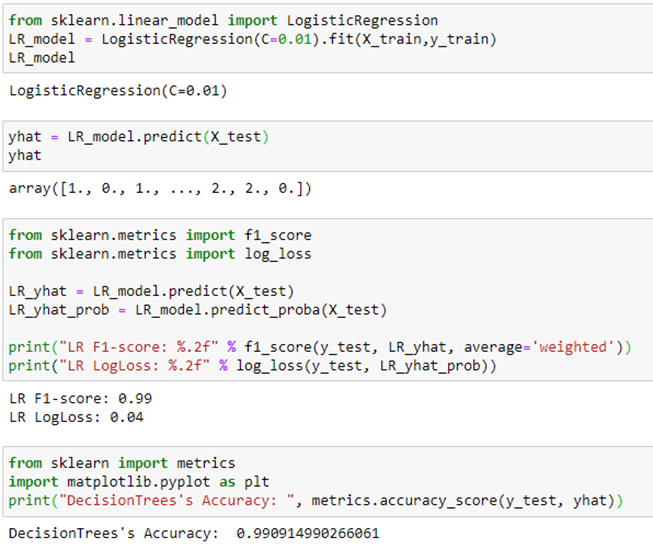 from sklearn.linear_model import LogisticRegression
LR_model = LogisticRegression(C=0.01).fit(X_train,y_train)
LR_model
LogisticRegression(C=0.01)
yhat = LR_model.predict(X_test)
yhat
array([1., 0., 1., ..., 2., 2., 0.])
from sklearn.metrics import f1_score
from sklearn.metrics import log_loss
LR_yhat = LR_model.predict(X_test)
LR_yhat_prob = LR_model.predict_proba(X_test)
print("LR F1-score: %.2f" % f1_score(y_test, LR_yhat, average='weighted'))
print("LR LogLoss: %.2f" % log_loss(y_test, LR_yhat_prob))
LR F1-score: 0.99
LR LogLoss: 0.04
from sklearn import metrics
import matplotlib.pyplot as plt
print("DecisionTrees's Accuracy: ", metrics.accuracy_score(y_test, yhat))
DecisionTrees's Accuracy:  0.990914990266061